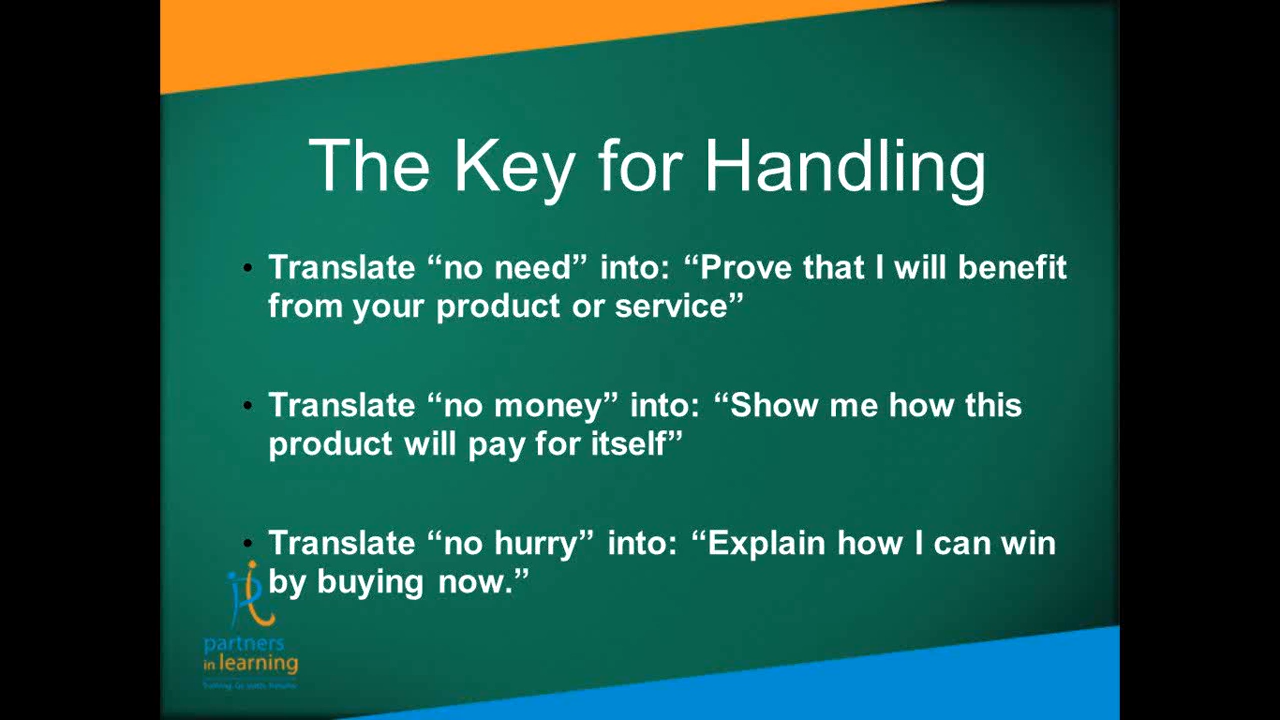 The Key for Handling
• Translate “no need” into: “Prove that I will benefit
from your product or service”
• Translate “no money” into: “Show me how this
product will pay for itself”
• Translate “no hurry” into: “Explain how I can win
by buying now.”
partners
in learning